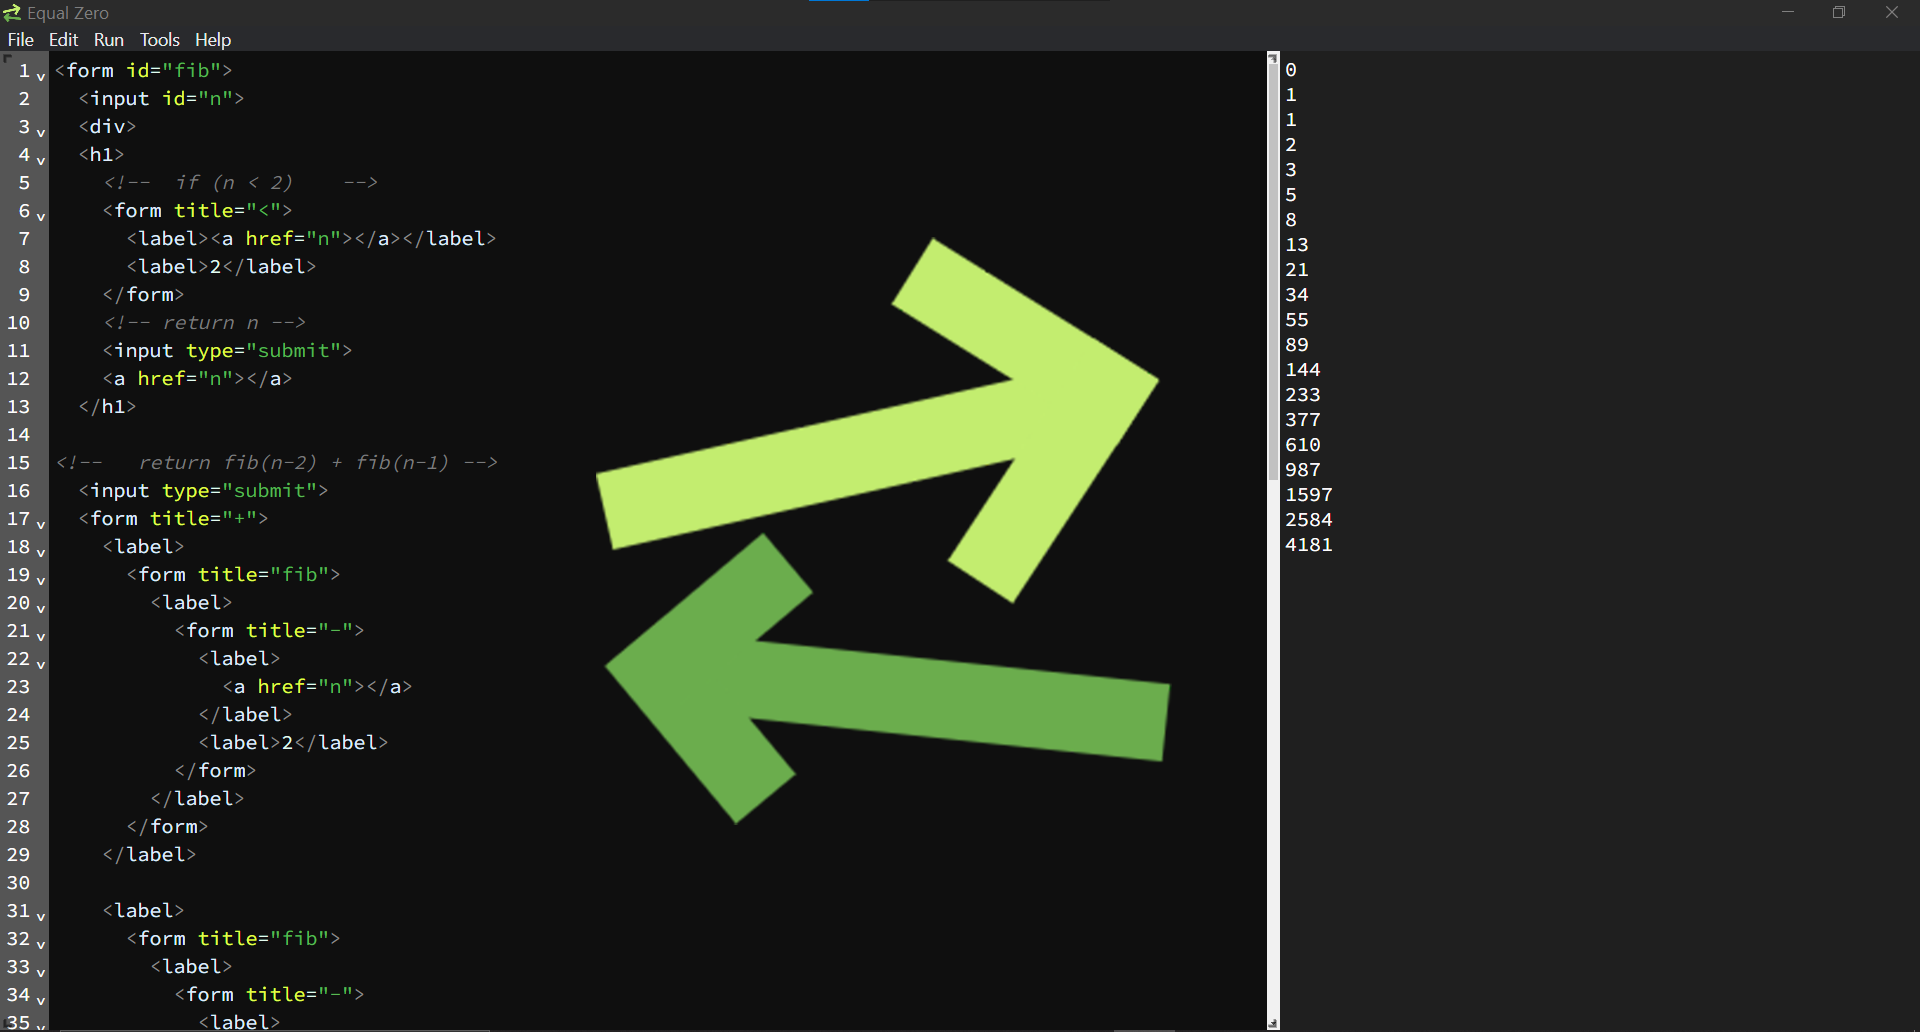 Equal Zero
File Edit Run Tools Help
1 <form id="fib">
2 <input id="n">
3 <div>
4 <h1>
5 <!-- if (n < 2) -->
6 <form title="<">
7 <label><a href="n"></a></label>
8 <label>2</label>
9 </form>
10 <!-- return n -->
11 <input type="submit">
12 <a href="n"></a>
13 </h1>
14
15 <!-- return fib(n-2) + fib(n-1) -->
16 <input type="submit">
17 <form title="+">
18 <label>
19 <form title="fib">
20 <label>
21 <form title="-">
22 <label>
23 <a href="n"></a>
24 </label>
25 <label>2</label>
26 </form>
27 </label>
28 </form>
29 </label>
30
31 <label>
32 <form title="fib">
33 <label>
34 <form title="-">
35 <label>
0
1
1
2
3
5
8
13
21
34
55
89
144
233
377
610
987
1597
2584
4181